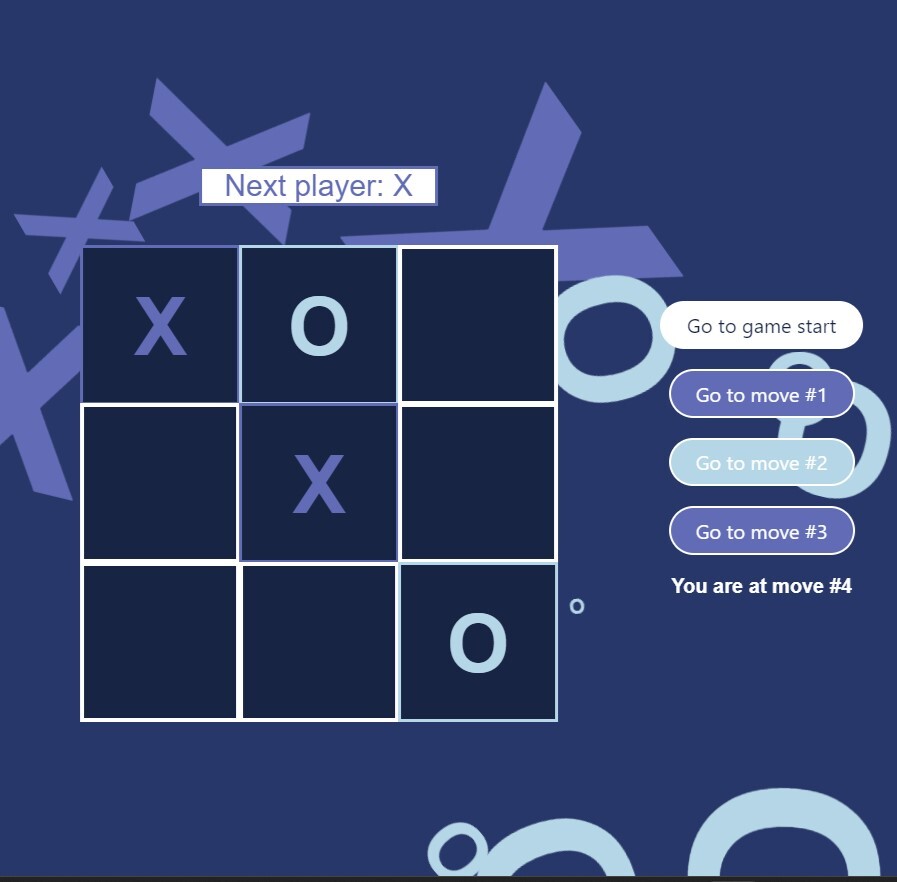 Next player: X
X O
X
O
Go to game start
Go to move #1
Go to move #2
Go to move #3
You are at move #4